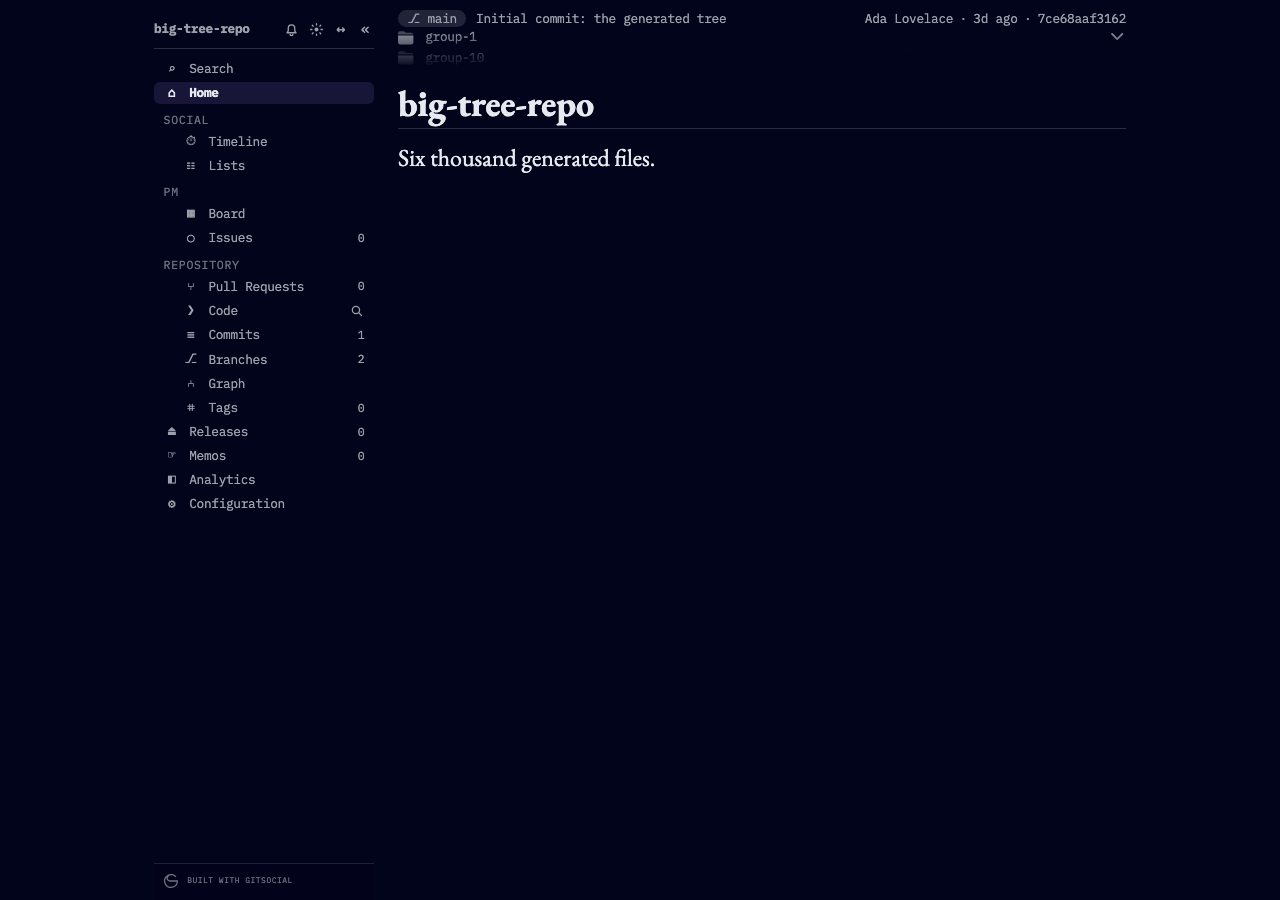 big-tree-repo
Search
Home
SOCIAL
Timeline
Lists
PM
Board
Issues 0
REPOSITORY
Pull Requests 0
Code
Commits 1
Branches 2
Graph
Tags 0
Releases 0
Memos 0
Analytics
Configuration
BUILT WITH GITSOCIAL
main Initial commit: the generated tree Ada Lovelace · 3d ago · 7ce68aaf3162
group-1
group-10
big-tree-repo
Six thousand generated files.